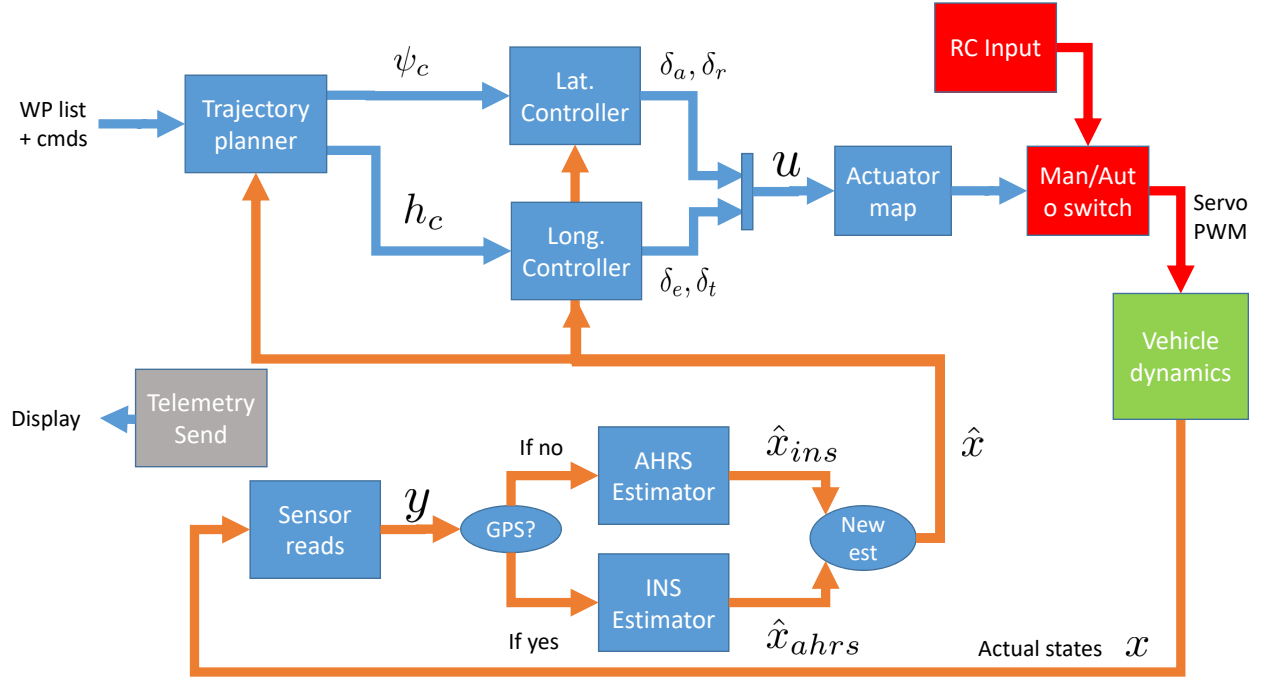 RC Input
ψ_c
Lat.
Controller
δ_a, δ_r
WP list
+ cmds
Trajectory
planner
u
Actuator
map
Man/Aut
o switch
Servo
PWM
h_c
Long.
Controller
δ_e, δ_t
Vehicle
dynamics
Telemetry
Send
Display
If no
AHRS
Estimator
x̂_ins
x̂
Sensor
reads
y
GPS?
New
est
INS
Estimator
If yes
x̂_ahrs
Actual states x